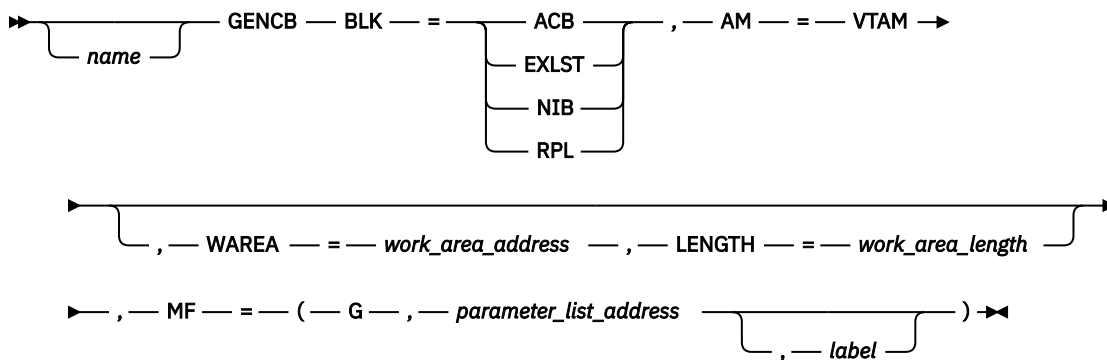 GENCB BLK = ACB , AM = VTAM
name
EXLST
NIB
RPL
, WAREA = work_area_address , LENGTH = work_area_length
, MF = ( G , parameter_list_address )
, label